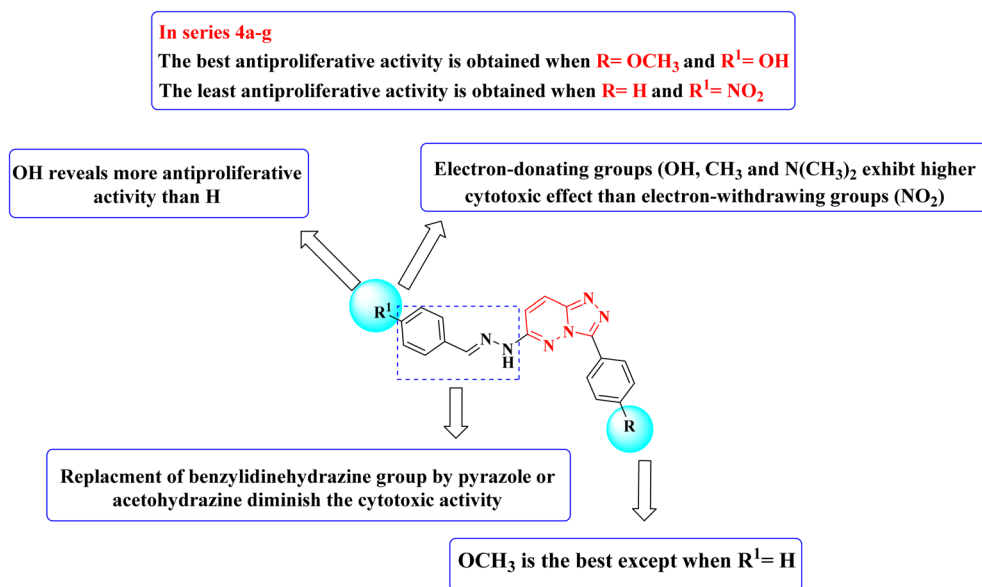 In series 4a-g
The best antiproliferative activity is obtained when R= OCH3 and R1= OH
The least antiproliferative activity is obtained when R= H and R1= NO2
OH reveals more antiproliferative
activity than H
Electron-donating groups (OH, CH3 and N(CH3)2 exhibt higher
cytotoxic effect than electron-withdrawing groups (NO2)
R1
N
N
H
N
N
N
N
R
Replacment of benzylidinehydrazine group by pyrazole or
acetohydrazine diminish the cytotoxic activity
OCH3 is the best except when R1= H